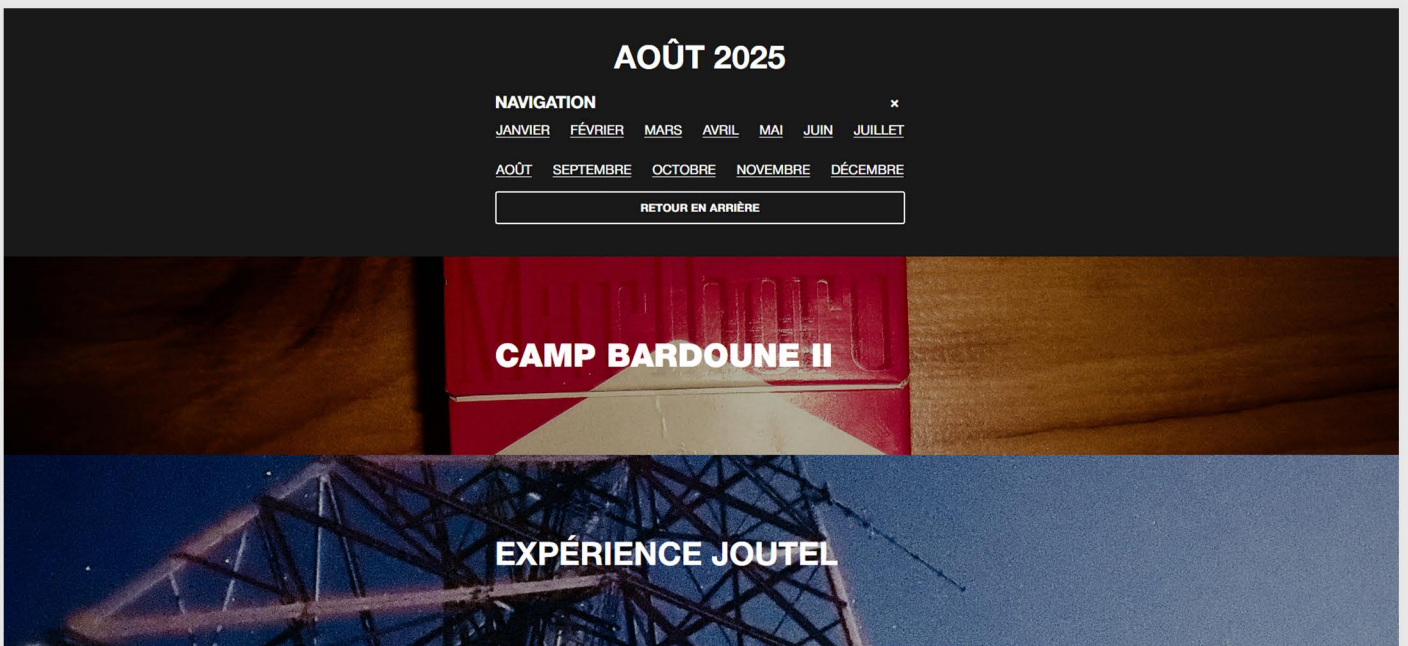 AOÛT 2025
NAVIGATION ×
JANVIER FÉVRIER MARS AVRIL MAI JUIN JUILLET
AOÛT SEPTEMBRE OCTOBRE NOVEMBRE DÉCEMBRE
RETOUR EN ARRIÈRE
Marlboro
CAMP BARDOUNE II
EXPÉRIENCE JOUTEL